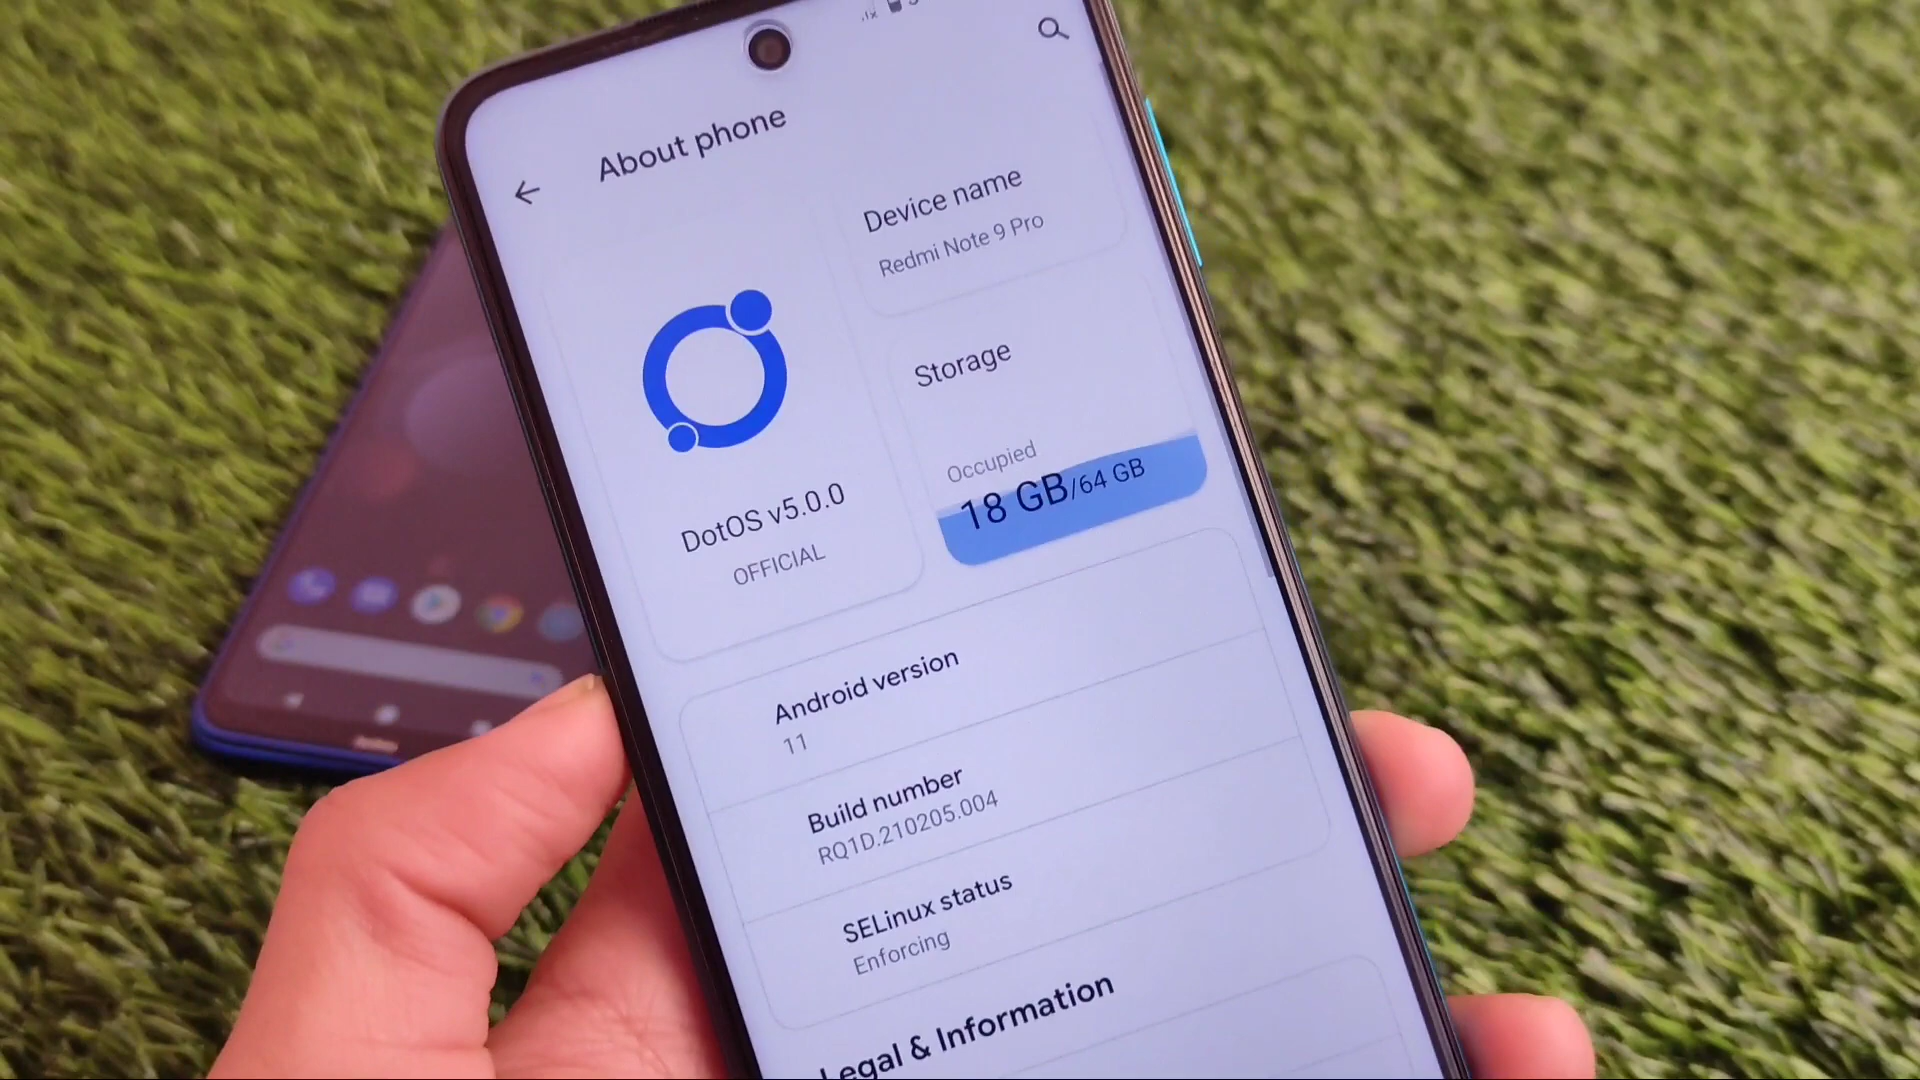 About phone
Device name
Redmi Note 9 Pro
DotOS v5.0.0
OFFICIAL
Storage
Occupied
18 GB/64 GB
Android version
11
Build number
RQ1D.210205.004
SELinux status
Enforcing
Legal & Information